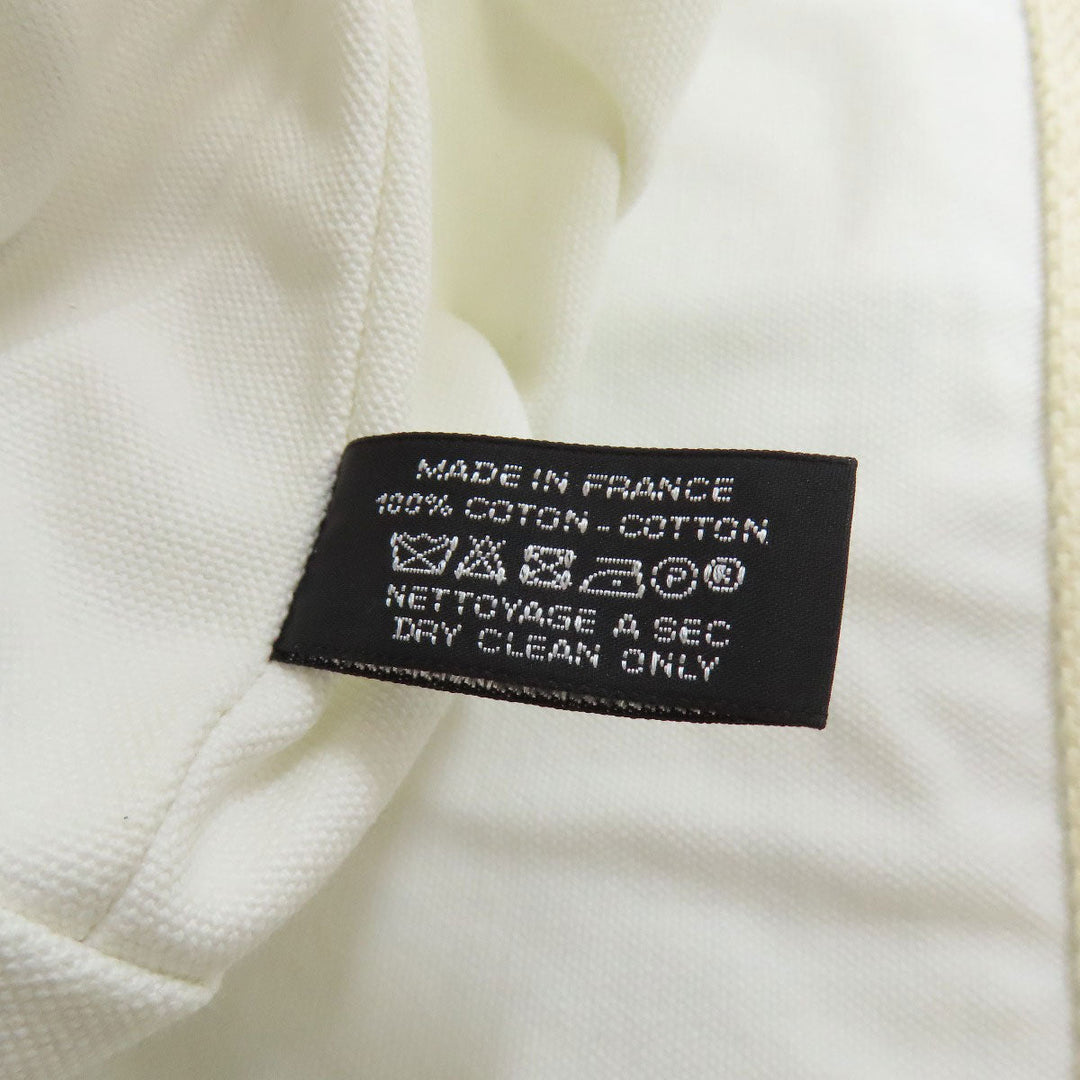 MADE IN FRANCE
100% COTON - COTTON
P
NETTOYAGE A SEC
DRY CLEAN ONLY